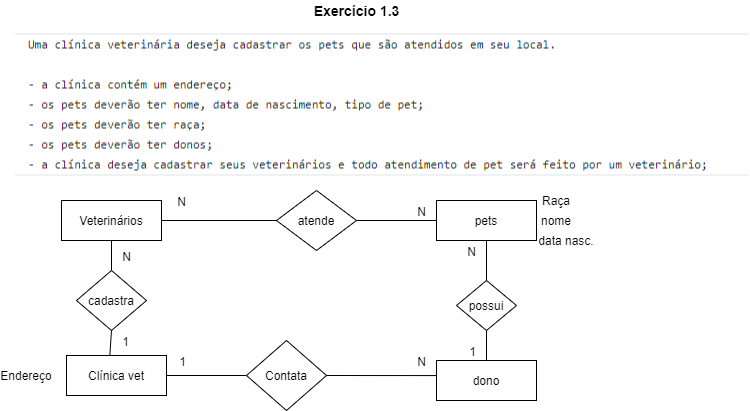 Exercício 1.3
Uma clínica veterinária deseja cadastrar os pets que são atendidos em seu local.
- a clínica contém um endereço;
- os pets deverão ter nome, data de nascimento, tipo de pet;
- os pets deverão ter raça;
- os pets deverão ter donos;
- a clínica deseja cadastrar seus veterinários e todo atendimento de pet será feito por um veterinário;
Veterinários
N
atende
N
pets
Raça
nome
data nasc.
N
cadastra
1
N
possui
1
Endereço
Clínica vet
1
Contata
N
dono